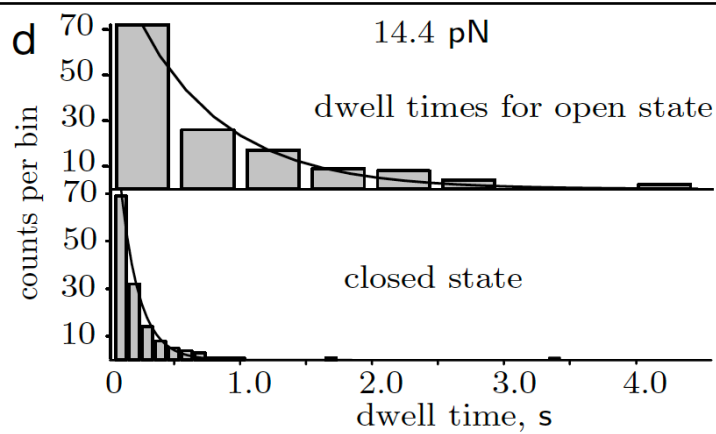 d
14.4 pN
dwell times for open state
counts per bin
70
50
30
10
closed state
70
50
30
10
0 1.0 2.0 3.0 4.0
dwell time, s